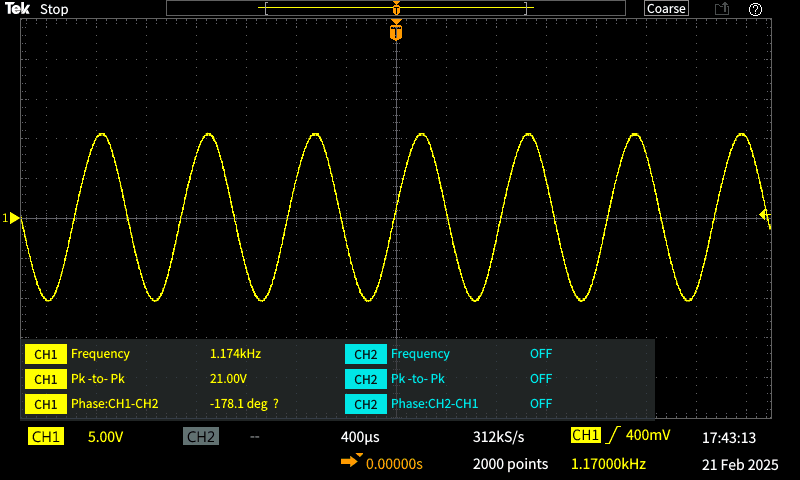 Tek Stop Coarse ?
T
T
1
CH1 Frequency 1.174kHz CH2 Frequency OFF
CH1 Pk -to- Pk 21.00V CH2 Pk -to- Pk OFF
CH1 Phase:CH1-CH2 -178.1 deg ? CH2 Phase:CH2-CH1 OFF
CH1 5.00V CH2 -- 400µs 312kS/s CH1 400mV 17:43:13
0.00000s 2000 points 1.17000kHz 21 Feb 2025